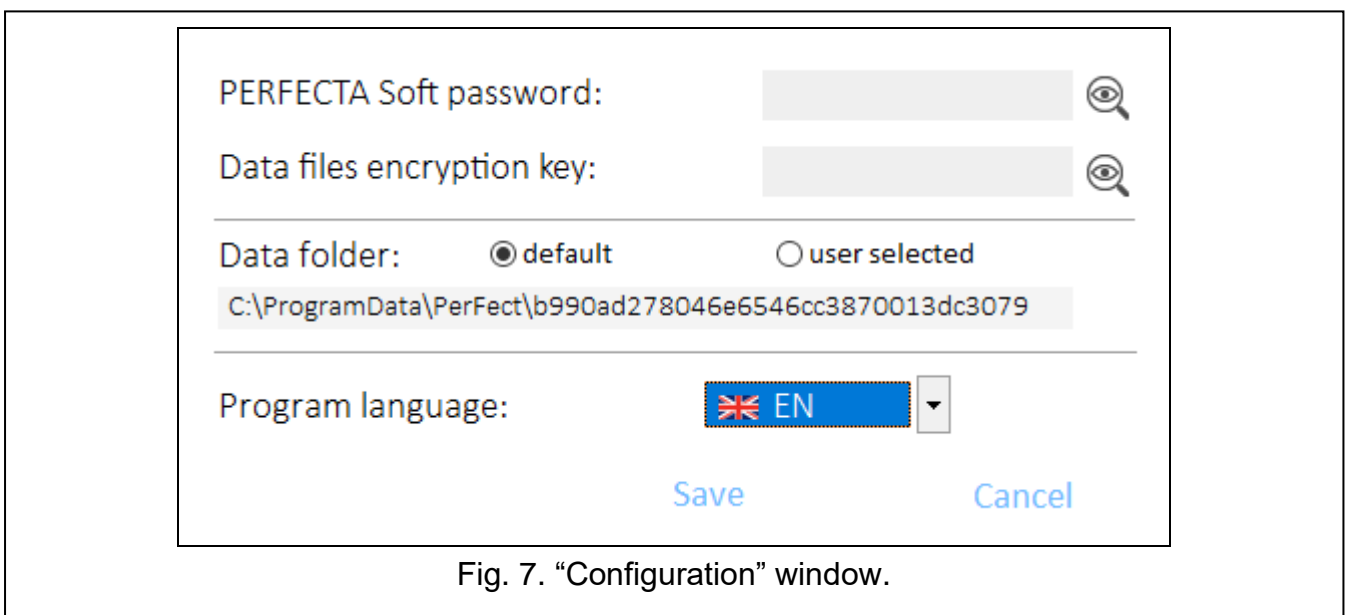 PERFECTA Soft password:
Data files encryption key:
Data folder: default user selected
C:\ProgramData\PerFect\b990ad278046e6546cc3870013dc3079
Program language: EN
Save Cancel
Fig. 7. “Configuration” window.